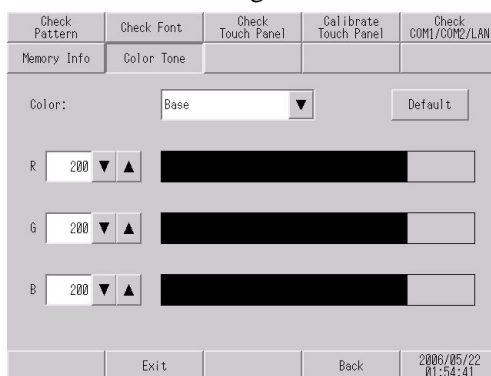 Check Pattern
Check Font
Check Touch Panel
Calibrate Touch Panel
Check COM1/COM2/LAN
Memory Info
Color Tone
Color:
Base
Default
R 200
G 200
B 200
Exit
Back
2006/05/22
01:54:41